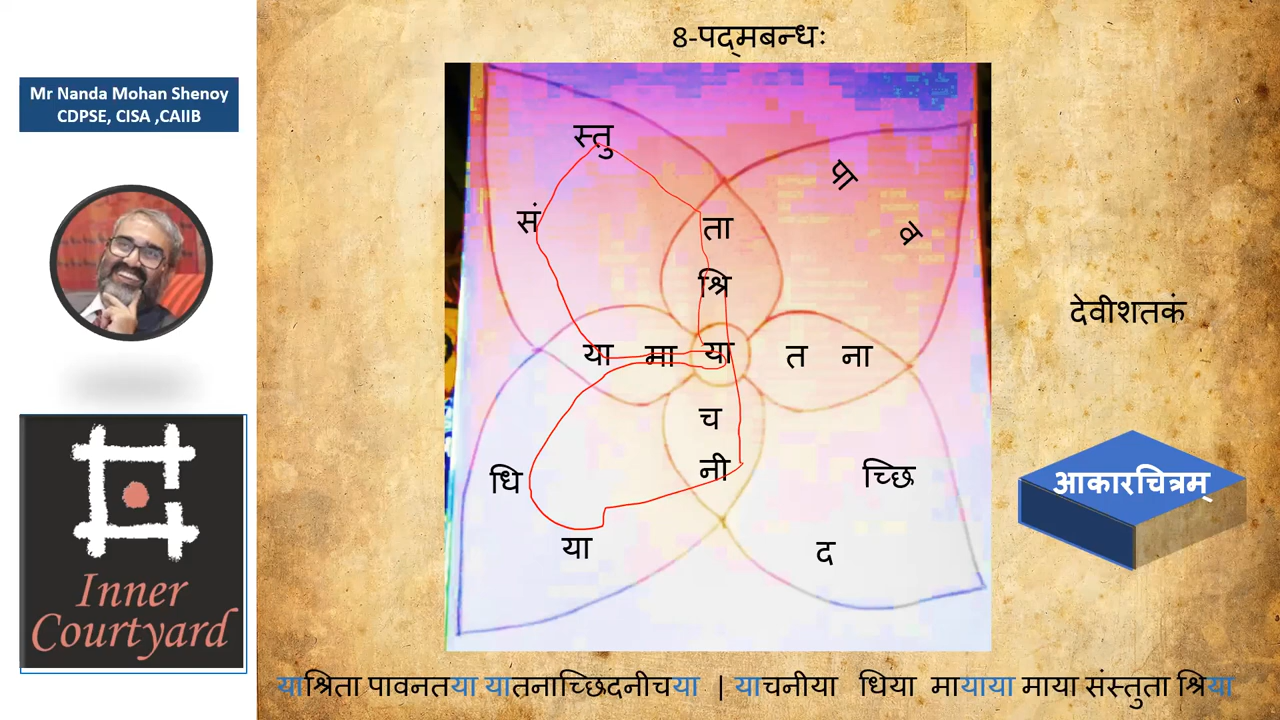 8-पद्मबन्धः
Mr Nanda Mohan Shenoy
CDPSE, CISA ,CAIIB
स्तु
पा
सं
ता
व
श्रि
या मा या त ना
च
नी
धि
च्छि
या
द
देवीशतकं
आकारचित्रम्
Inner
Courtyard
याश्रिता पावनतया यातनाच्छिदनीचया | याचनीया धिया मायाया माया संस्तुता श्रिया